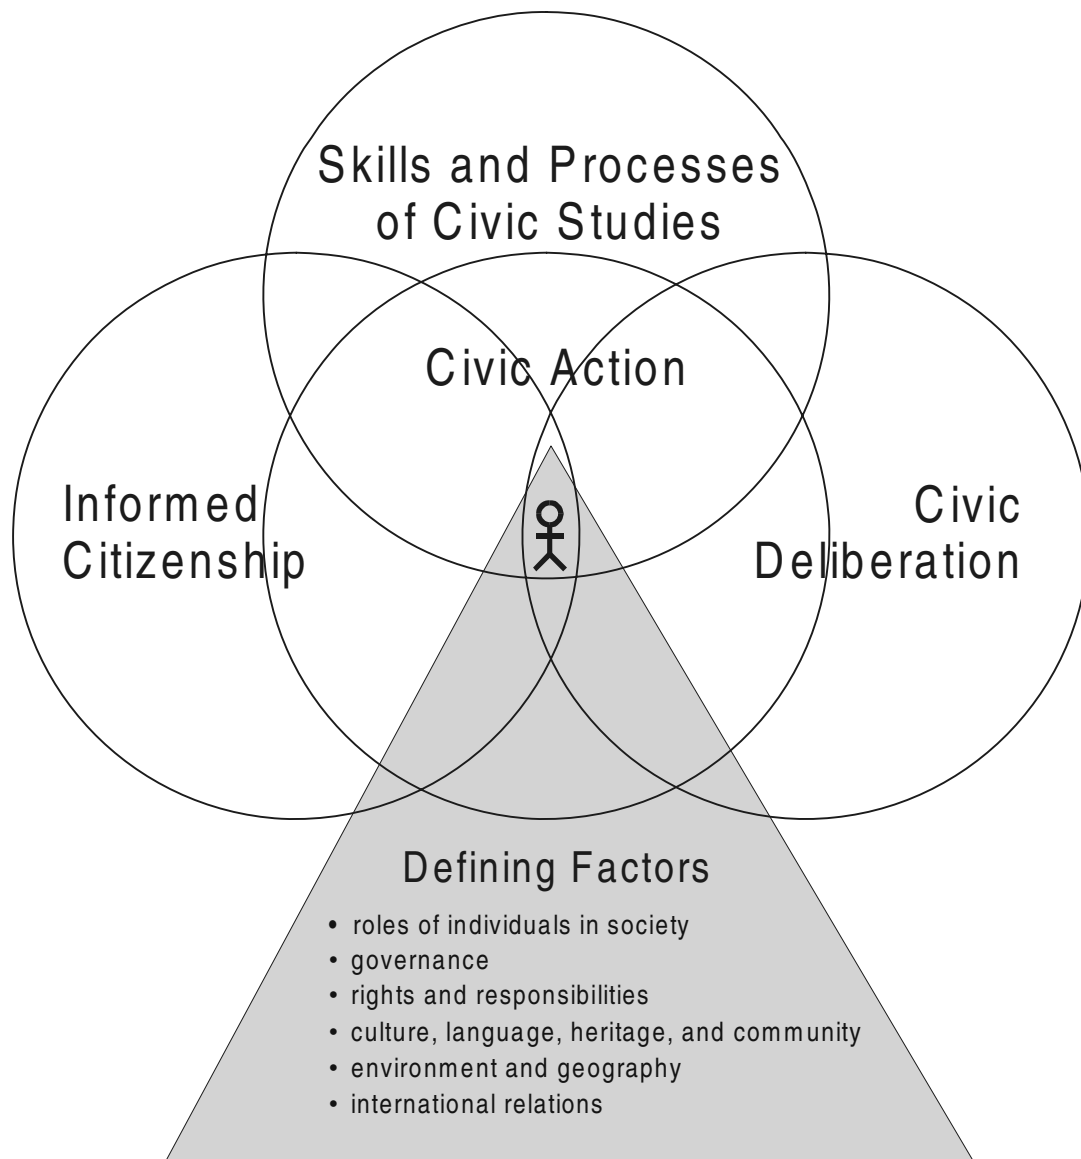 Skills and Processes
of Civic Studies
Civic Action
Informed
Citizenship
Civic
Deliberation
Defining Factors
• roles of individuals in society
• governance
• rights and responsibilities
• culture, language, heritage, and community
• environment and geography
• international relations